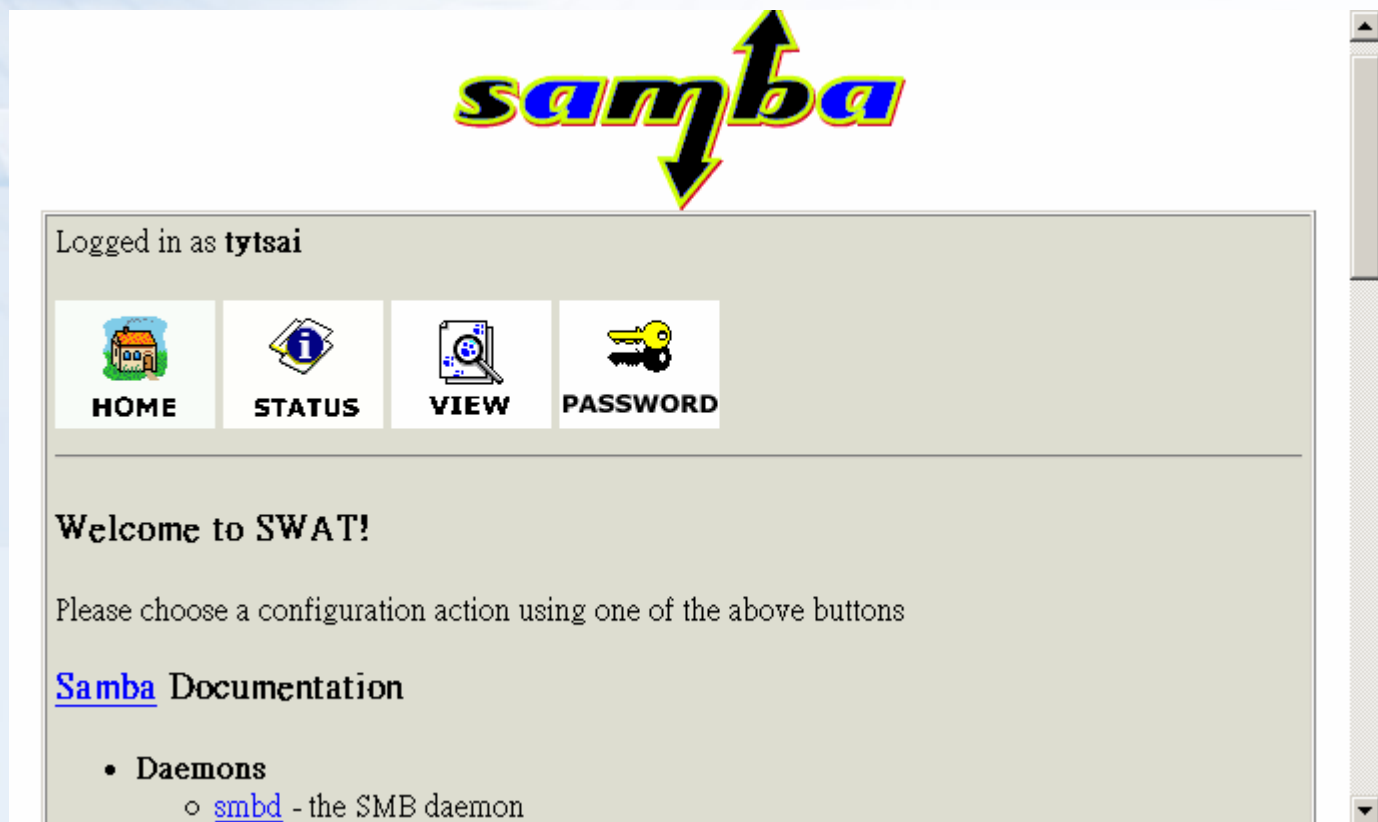 samba
Logged in as tytsai
HOME STATUS VIEW PASSWORD
Welcome to SWAT!
Please choose a configuration action using one of the above buttons
Samba Documentation
• Daemons
○ smbd - the SMB daemon